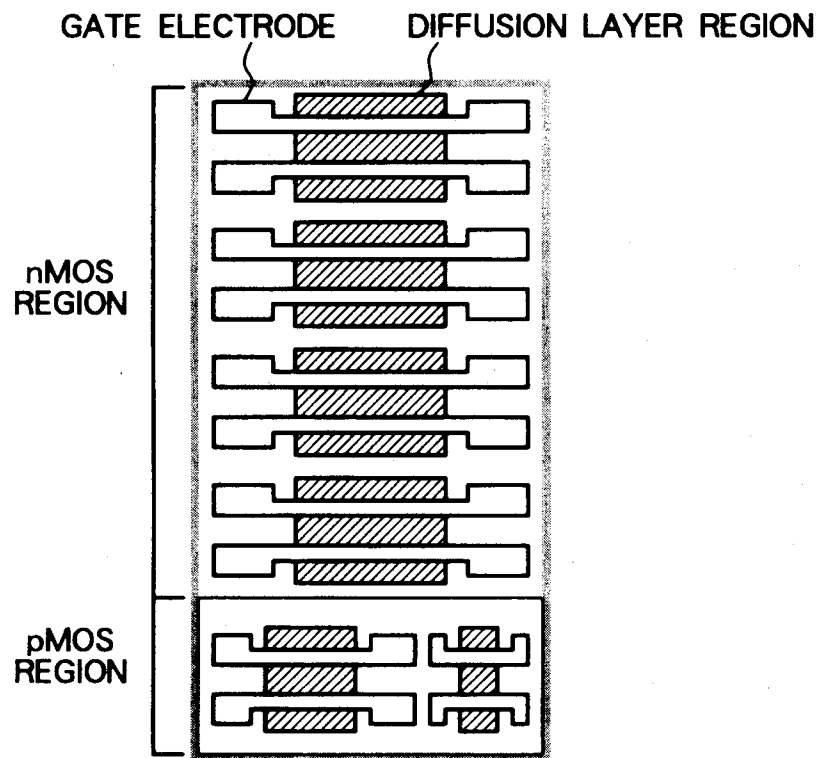 GATE ELECTRODE
DIFFUSION LAYER REGION
nMOS
REGION
pMOS
REGION